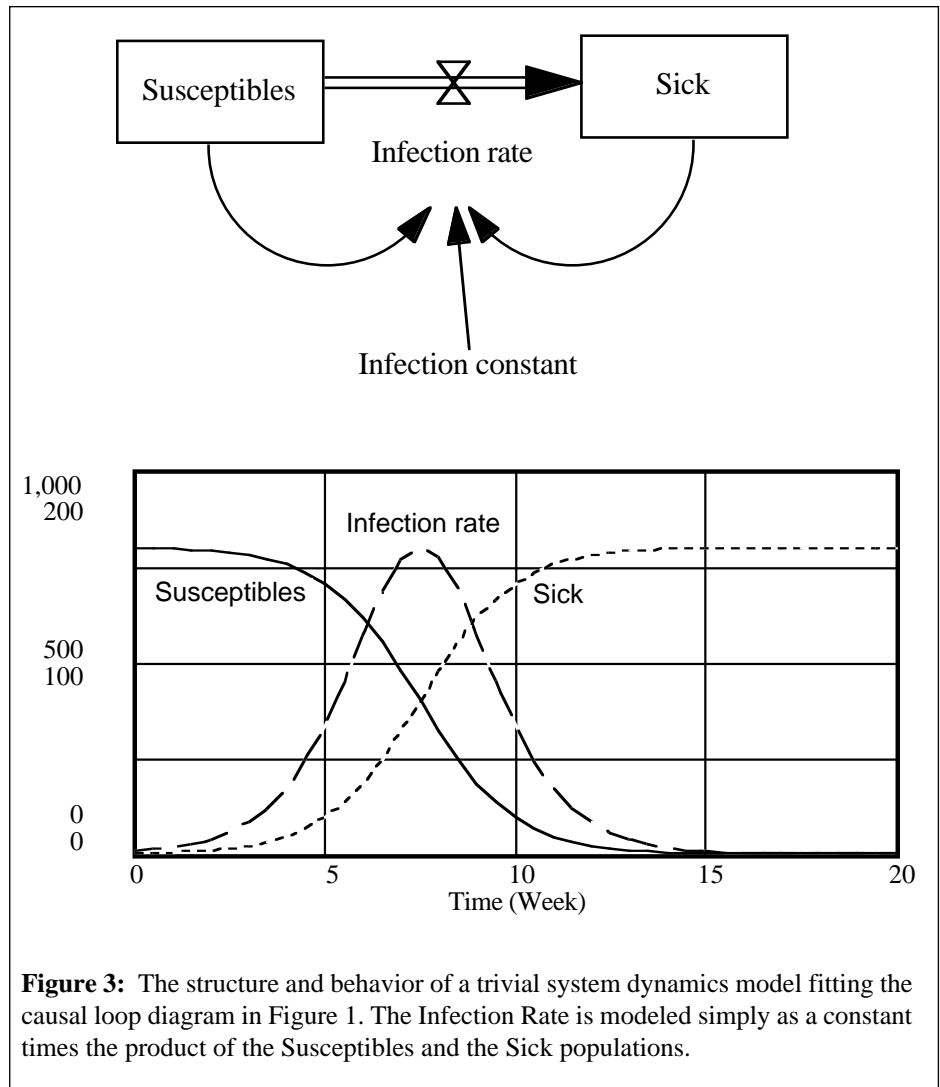 Susceptibles
Sick
Infection rate
Infection constant
1,000
200
Infection rate
Susceptibles
Sick
500
100
0
0
0
5
10
15
20
Time (Week)
Figure 3: The structure and behavior of a trivial system dynamics model fitting the
causal loop diagram in Figure 1. The Infection Rate is modeled simply as a constant
times the product of the Susceptibles and the Sick populations.